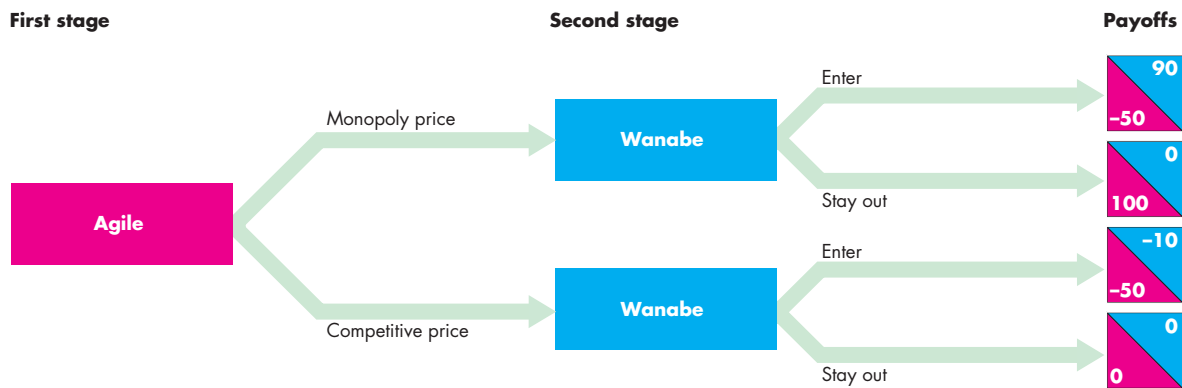 First stage
Second stage
Payoffs
Agile
Monopoly price
Competitive price
Wanabe
Enter
Stay out
Wanabe
Enter
Stay out
90
–50
0
100
–10
–50
0
0